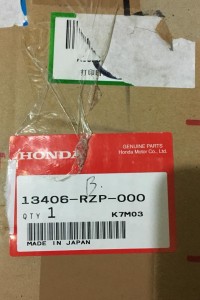 GENUINE PARTS
HONDA
Honda Motor Co., Ltd.
B.
13406-RZP-000
QTY 1
K7M03
MADE IN JAPAN